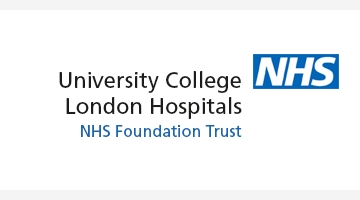 University College NHS
London Hospitals
NHS Foundation Trust